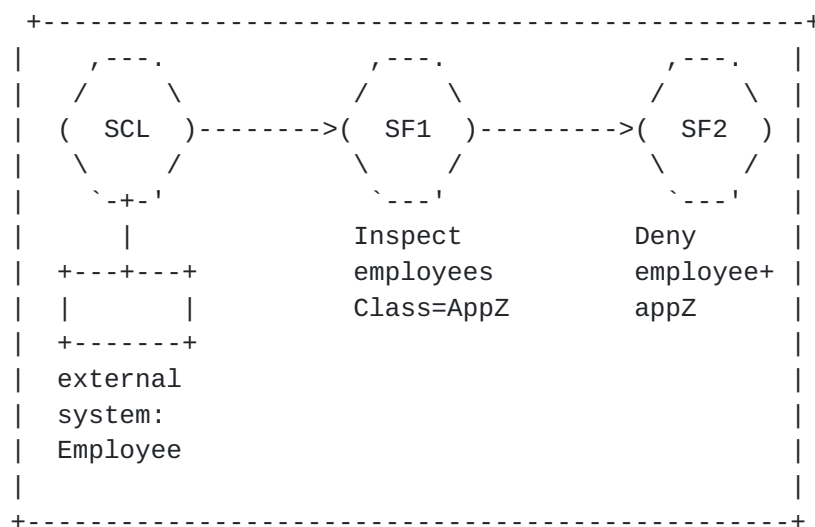 +-------------------------------------------------+
|    ,---.             ,---.              ,---.   |
|   /     \           /     \            /     \  |
|  (  SCL  )-------->(  SF1  )--------->(  SF2  ) |
|   \     /           \     /            \     /  |
|    `-+-'             `---'              `---'   |
|      |              Inspect           Deny      |
|  +---+---+          employees         employee+ |
|  |       |          Class=AppZ        appZ      |
|  +-------+                                      |
|  external                                       |
|  system:                                        |
|  Employee                                       |
|                                                 |
+-------------------------------------------------+